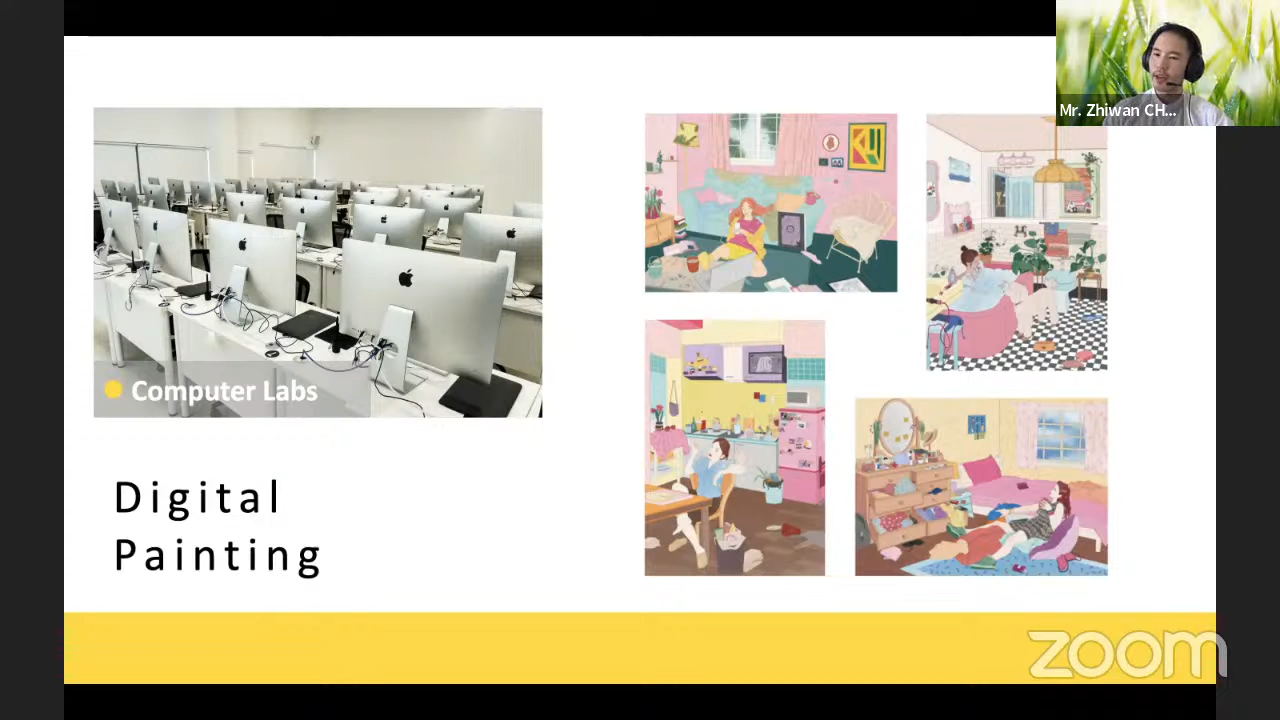 Mr. Zhiwan CH...
Computer Labs
Digital
Painting
zoom